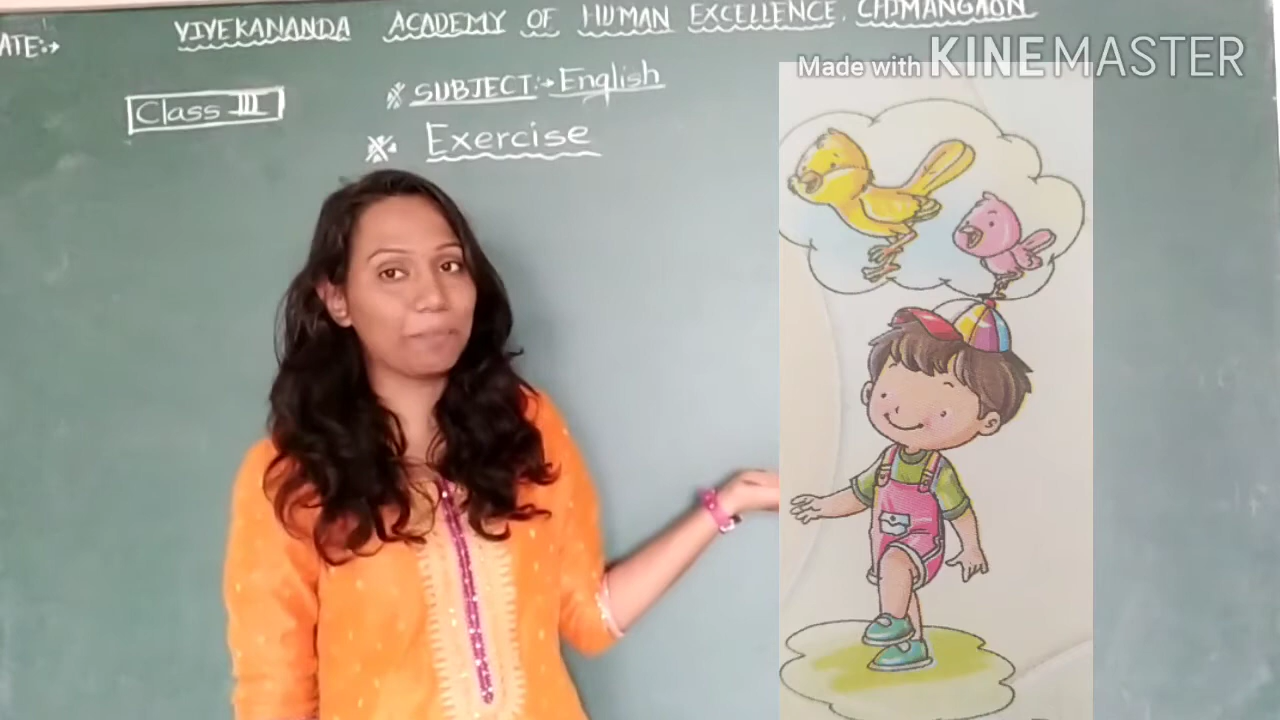 VIVEKANANDA ACADEMY OF HUMAN EXCELLENCE, CHIMANGAON
ATE:→
Class III
※ SUBJECT:→ English
※ Exercise
Made with KINEMASTER